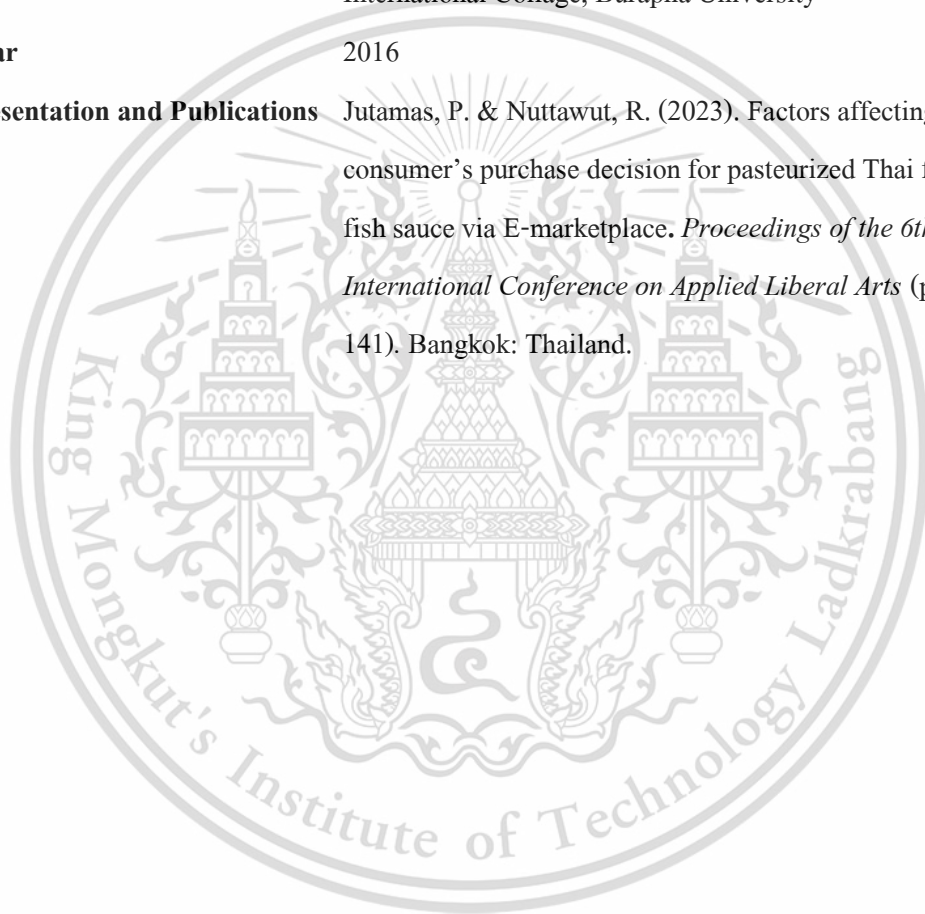 International Collage, Burapha University
ar 2016
sentation and Publications Jutamas, P. & Nuttawut, R. (2023). Factors affecting
consumer’s purchase decision for pasteurized Thai f
fish sauce via E-marketplace. Proceedings of the 6th
International Conference on Applied Liberal Arts (p
141). Bangkok: Thailand.
King Mongkut's Institute of Technology Ladkrabang